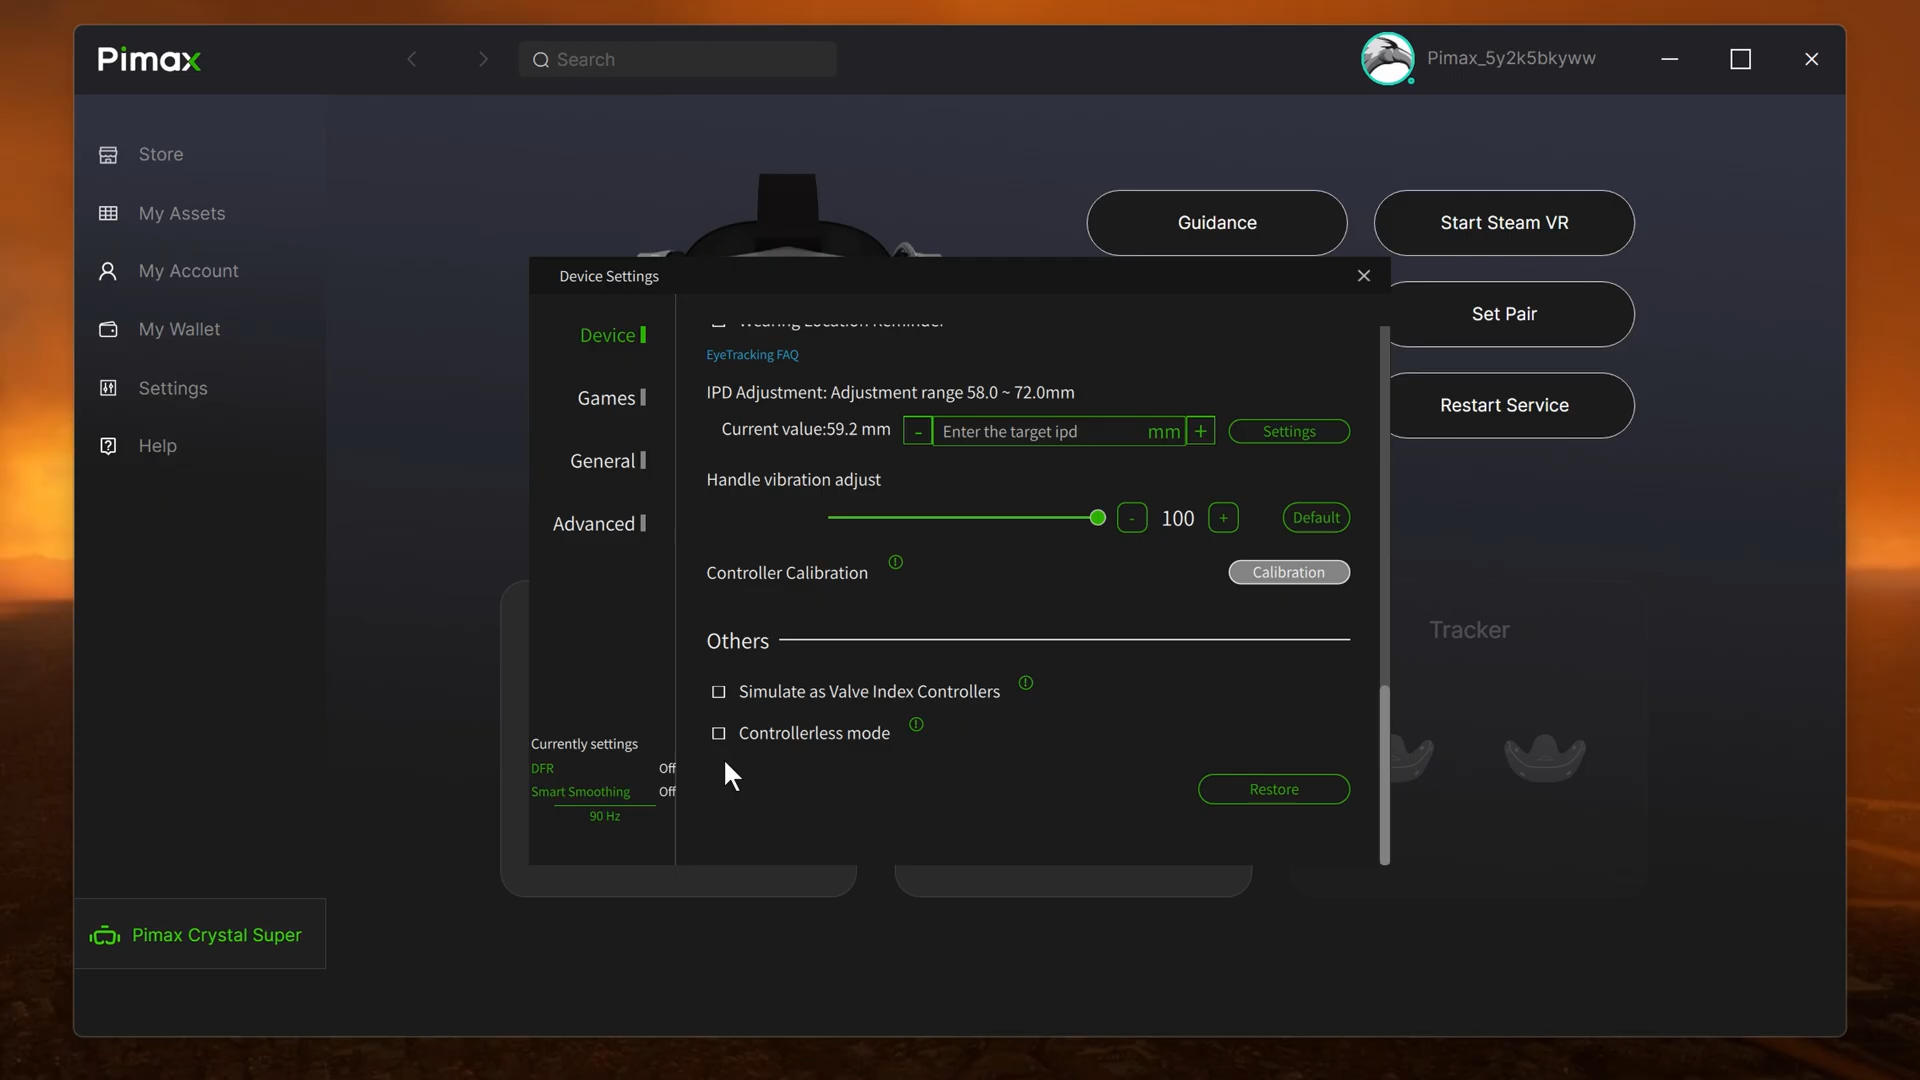 Pimax
Search
Pimax_5y2k5bkyww
Store
My Assets
My Account
My Wallet
Settings
Help
Pimax Crystal Super
Guidance
Start Steam VR
Set Pair
Restart Service
Tracker
Device Settings
Device
Games
General
Advanced
Currently settings
DFR Off
Smart Smoothing Off
90 Hz
Wearing Location Reminder
EyeTracking FAQ
IPD Adjustment: Adjustment range 58.0 ~ 72.0mm
Current value:59.2 mm - Enter the target ipd mm + Settings
Handle vibration adjust
- 100 + Default
Controller Calibration Calibration
Others
Simulate as Valve Index Controllers
Controllerless mode
Restore